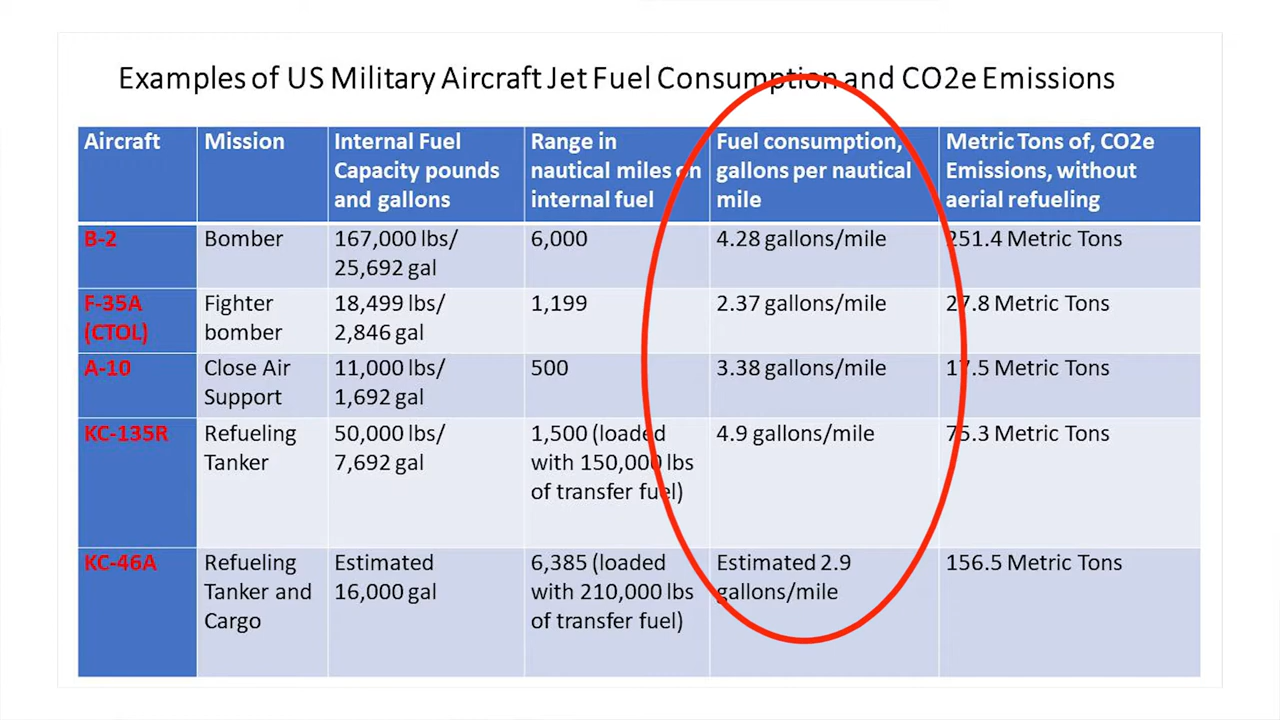 Examples of US Military Aircraft Jet Fuel Consumption and CO2e Emissions
Aircraft
Mission
Internal Fuel
Capacity pounds
and gallons
Range in
nautical miles on
internal fuel
Fuel consumption,
gallons per nautical
mile
Metric Tons of, CO2e
Emissions, without
aerial refueling
B-2
Bomber
167,000 lbs/
25,692 gal
6,000
4.28 gallons/mile
251.4 Metric Tons
F-35A
(CTOL)
Fighter
bomber
18,499 lbs/
2,846 gal
1,199
2.37 gallons/mile
27.8 Metric Tons
A-10
Close Air
Support
11,000 lbs/
1,692 gal
500
3.38 gallons/mile
17.5 Metric Tons
KC-135R
Refueling
Tanker
50,000 lbs/
7,692 gal
1,500 (loaded
with 150,000 lbs
of transfer fuel)
4.9 gallons/mile
75.3 Metric Tons
KC-46A
Refueling
Tanker and
Cargo
Estimated
16,000 gal
6,385 (loaded
with 210,000 lbs
of transfer fuel)
Estimated 2.9
gallons/mile
156.5 Metric Tons